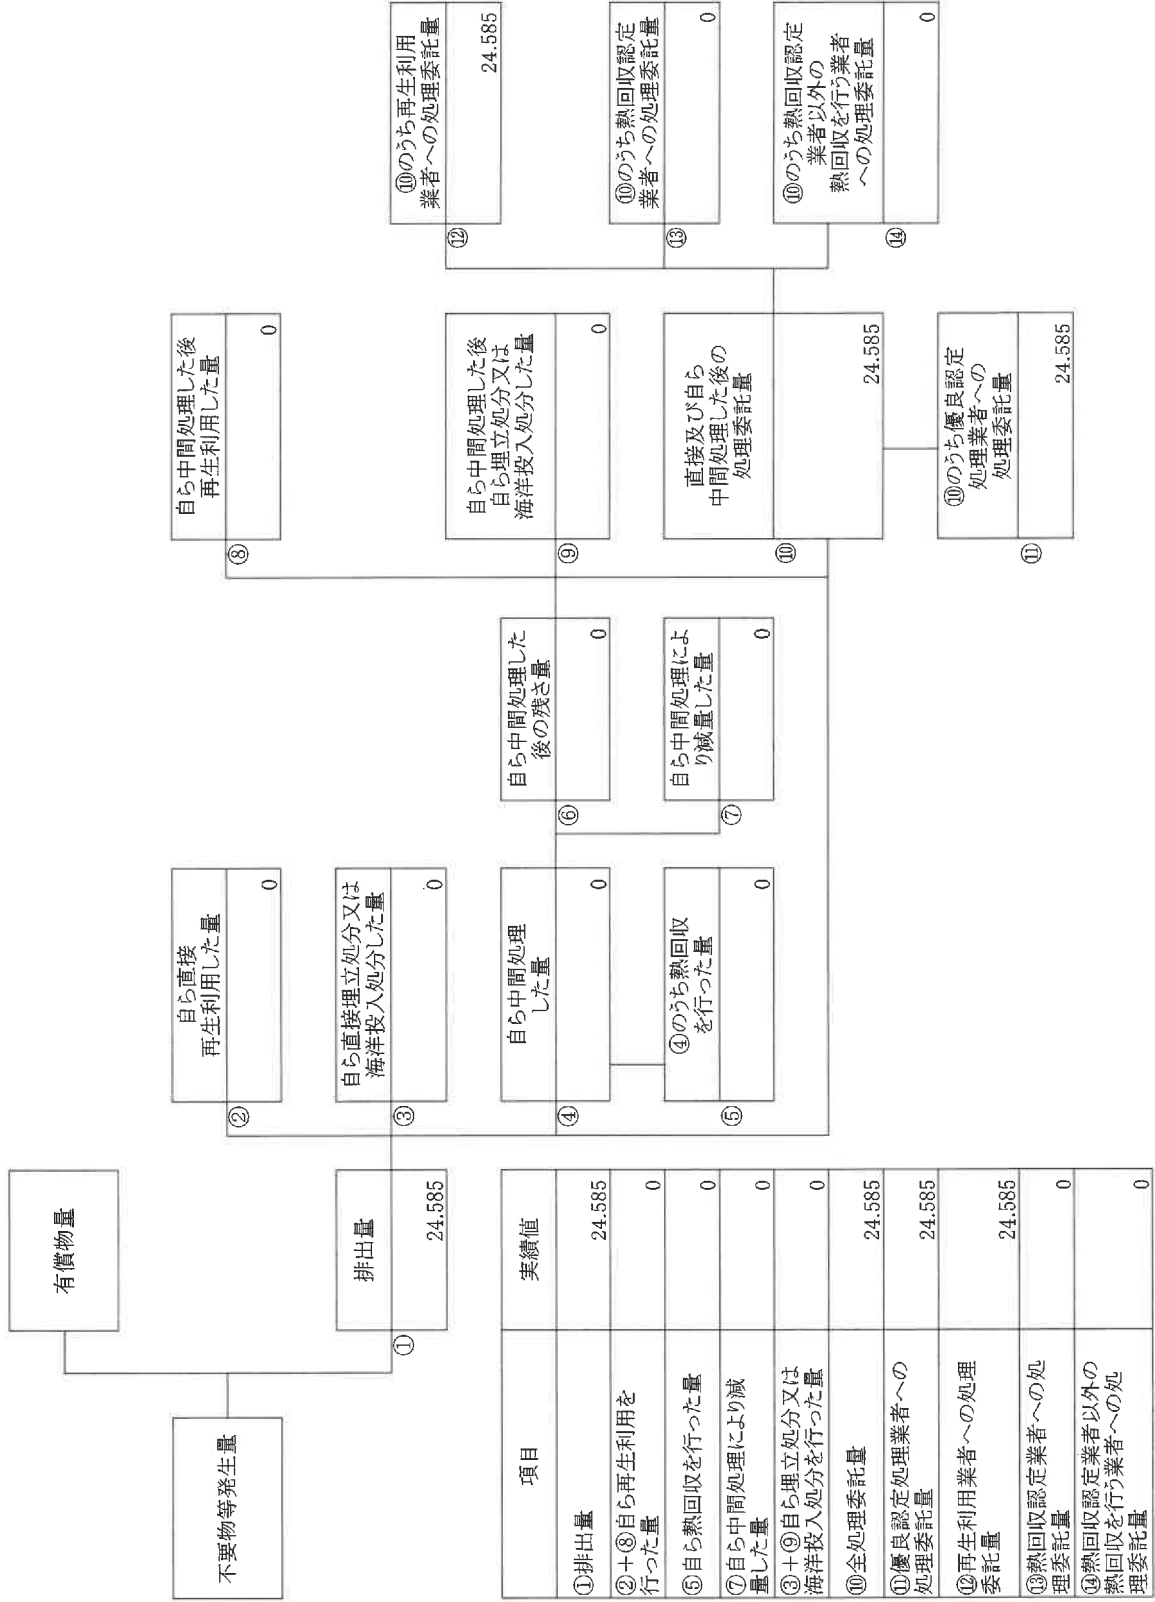 不要物等発生量
有償物量
①
排出量
24.585
②
自ら直接
再生利用した量
0
③
自ら直接埋立処分又は
海洋投入処分した量
0
④
自ら中間処理
した量
0
⑤
④のうち熱回収
を行った量
0
⑥
自ら中間処理した
後の残さ量
0
⑦
自ら中間処理によ
り減量した量
0
⑧
自ら中間処理した後
再生利用した量
0
⑨
自ら中間処理した後
自ら埋立処分又は
海洋投入処分した量
0
⑩
直接及び自ら
中間処理した後の
処理委託量
24.585
⑪
⑩のうち優良認定
処理業者への
処理委託量
24.585
⑫
⑩のうち再生利用
業者への処理委託量
24.585
⑬
⑩のうち熱回収認定
業者への処理委託量
0
⑭
⑩のうち熱回収認定
業者以外の
熱回収を行う業者
への処理委託量
0
項目 実績値
①排出量 24.585
②＋⑧自ら再生利用を
行った量 0
⑤自ら熱回収を行った量 0
⑦自ら中間処理により減
量した量 0
③＋⑨自ら埋立処分又は
海洋投入処分を行った量 0
⑩全処理委託量 24.585
⑪優良認定処理業者への
処理委託量 24.585
⑫再生利用業者への処理
委託量 24.585
⑬熱回収認定業者への処
理委託量 0
⑭熱回収認定業者以外の
熱回収を行う業者への処
理委託量 0